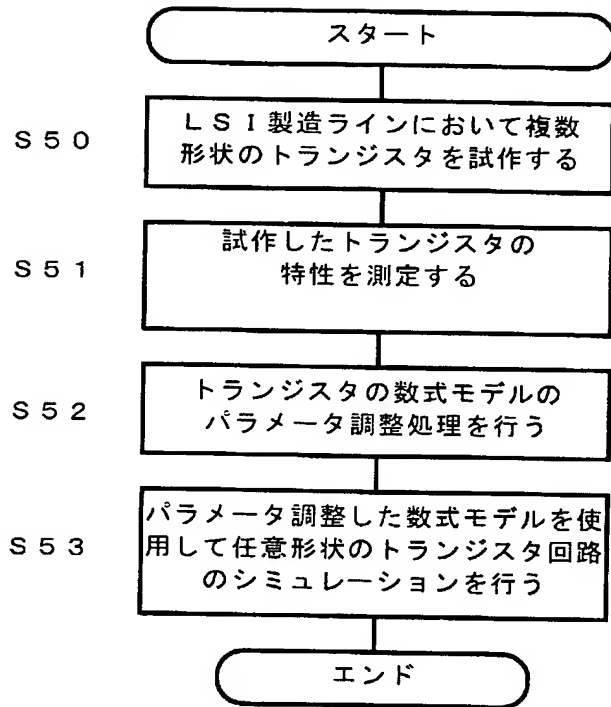 スタート
S50
LSI製造ラインにおいて複数
形状のトランジスタを試作する
S51
試作したトランジスタの
特性を測定する
S52
トランジスタの数式モデルの
パラメータ調整処理を行う
S53
パラメータ調整した数式モデルを使
用して任意形状のトランジスタ回路
のシミュレーションを行う
エンド